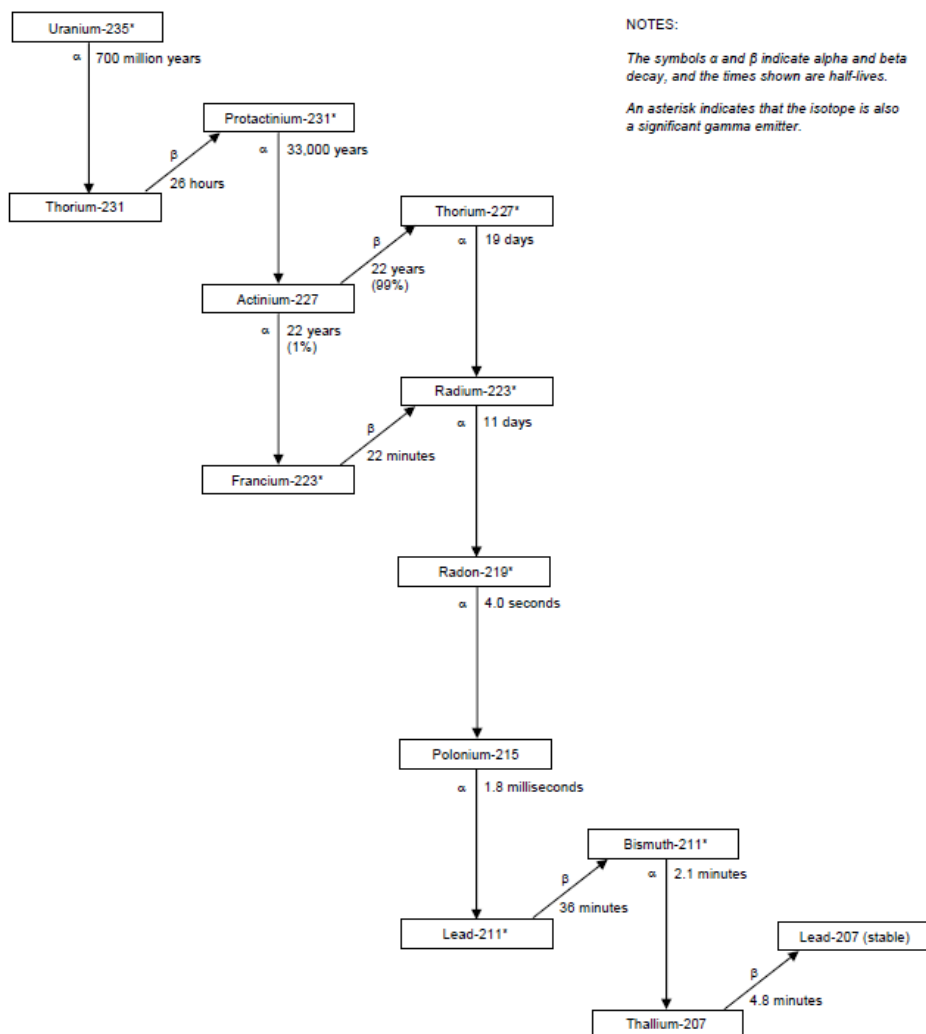 Uranium-235*
NOTES:
α 700 million years
The symbols α and β indicate alpha and beta
decay, and the times shown are half-lives.
An asterisk indicates that the isotope is also
a significant gamma emitter.
Protactinium-231*
β
α 33,000 years
26 hours
Thorium-231
Thorium-227*
β
α 19 days
22 years
(99%)
Actinium-227
α 22 years
(1%)
Radium-223*
β
α 11 days
22 minutes
Francium-223*
Radon-219*
α 4.0 seconds
Polonium-215
α 1.8 milliseconds
Bismuth-211*
β
α 2.1 minutes
36 minutes
Lead-211*
Lead-207 (stable)
β
4.8 minutes
Thallium-207